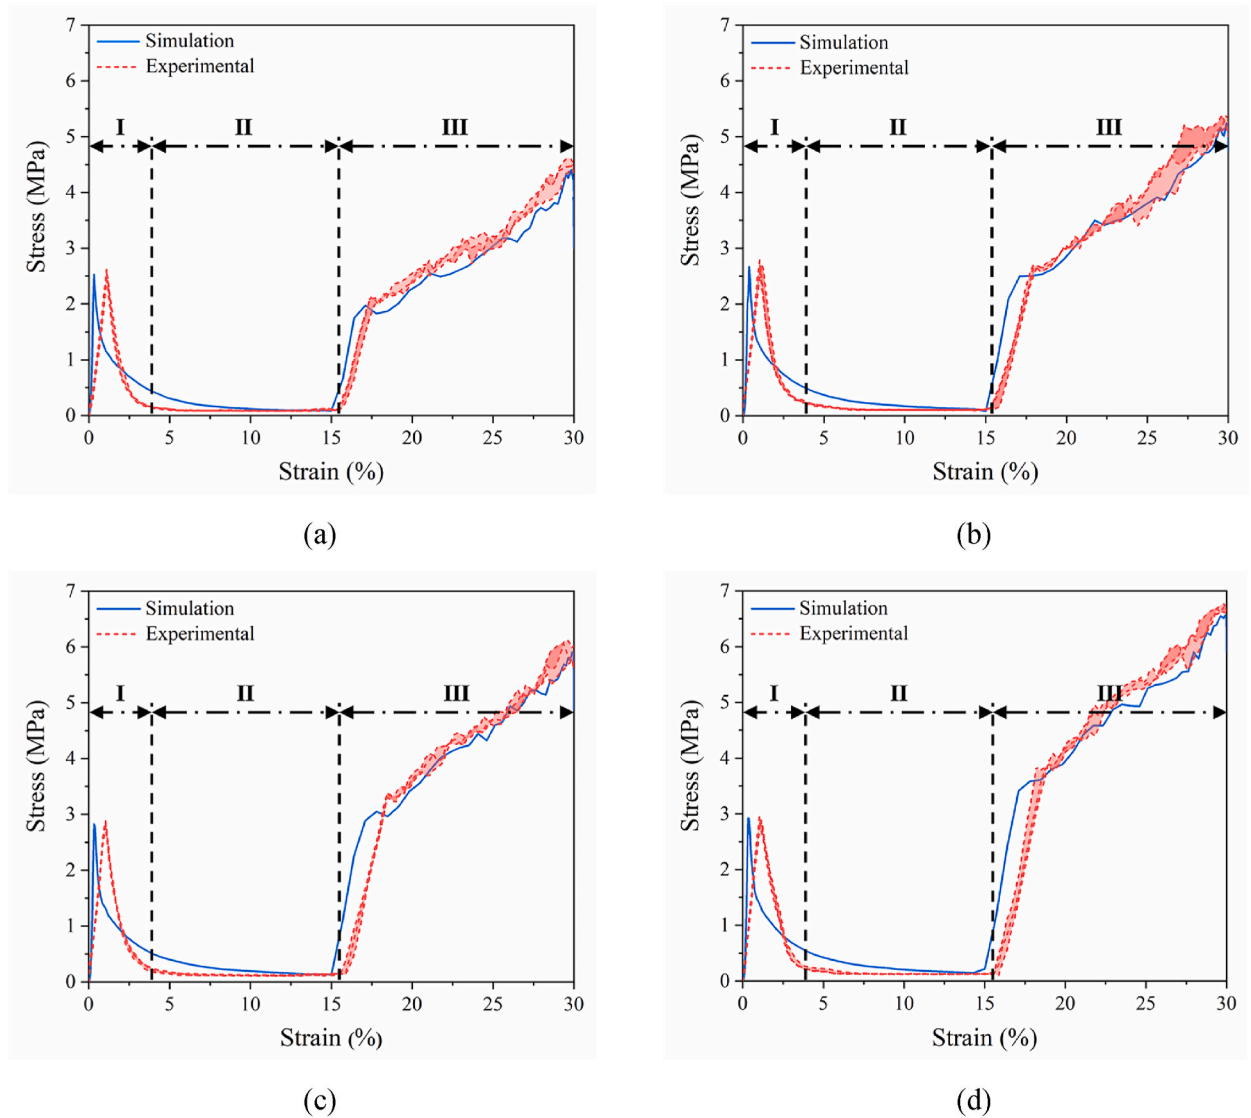 7
6
5
4
3
2
1
0
Stress (MPa)
Simulation
Experimental
I
II
III
0
5
10
15
20
25
30
Strain (%)
(a)
7
6
5
4
3
2
1
0
Stress (MPa)
Simulation
Experimental
I
II
III
0
5
10
15
20
25
30
Strain (%)
(b)
7
6
5
4
3
2
1
0
Stress (MPa)
Simulation
Experimental
I
II
III
0
5
10
15
20
25
30
Strain (%)
(c)
7
6
5
4
3
2
1
0
Stress (MPa)
Simulation
Experimental
I
II
III
0
5
10
15
20
25
30
Strain (%)
(d)